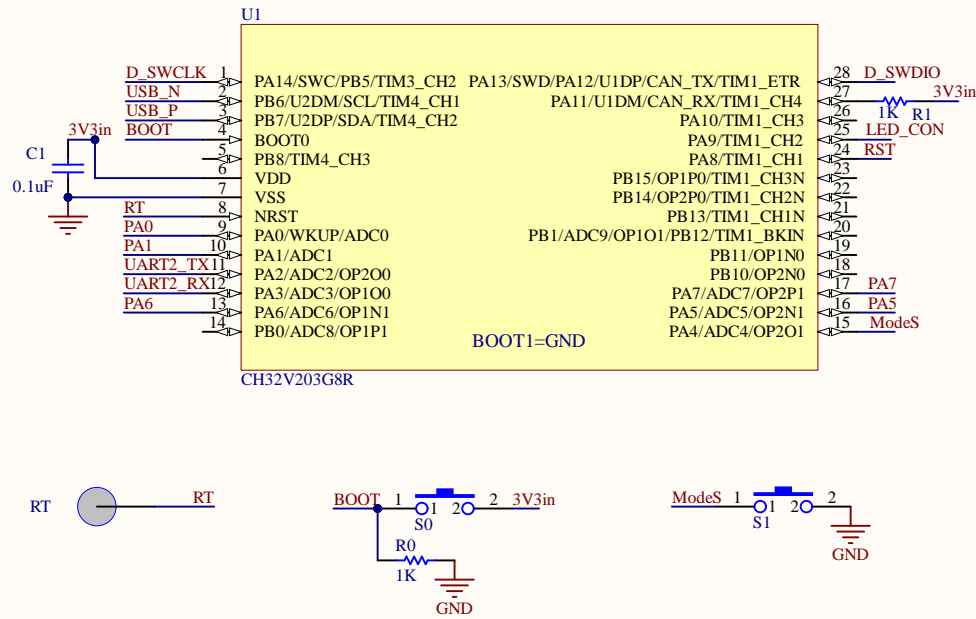 U1
D_SWCLK 1 PA14/SWC/PB5/TIM3_CH2 PA13/SWD/PA12/U1DP/CAN_TX/TIM1_ETR 28 D_SWDIO
USB_N 2 PB6/U2DM/SCL/TIM4_CH1 PA11/U1DM/CAN_RX/TIM1_CH4 27 1K R1 3V3in
USB_P 3 PB7/U2DP/SDA/TIM4_CH2 PA10/TIM1_CH3 26
BOOT 4 BOOT0 PA9/TIM1_CH2 25 LED_CON
5 PB8/TIM4_CH3 PA8/TIM1_CH1 24 RST
3V3in
C1
0.1uF
6 VDD PB15/OP1P0/TIM1_CH3N 23
7 VSS PB14/OP2P0/TIM1_CH2N 22
RT 8 NRST PB13/TIM1_CH1N 21
PA0 9 PA0/WKUP/ADC0 PB1/ADC9/OP1O1/PB12/TIM1_BKIN 20
PA1 10 PA1/ADC1 PB11/OP1N0 19
UART2_TX 11 PA2/ADC2/OP2O0 PB10/OP2N0 18
UART2_RX 12 PA3/ADC3/OP1O0 PA7/ADC7/OP2P1 17 PA7
PA6 13 PA6/ADC6/OP1N1 PA5/ADC5/OP2N1 16 PA5
14 PB0/ADC8/OP1P1 PA4/ADC4/OP2O1 15 ModeS
BOOT1=GND
CH32V203G8R
RT RT
BOOT 1 1 2 2 3V3in
S0
R0
1K
GND
ModeS 1 1 2 2
S1
GND